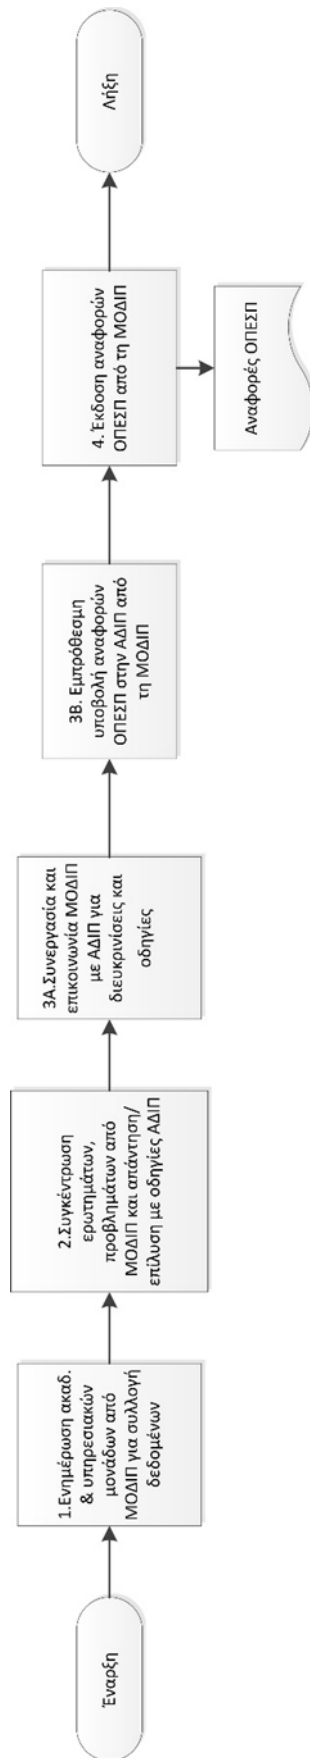 Έναρξη
1.Ενημέρωση ακαδ.
& υπηρεσιακών
μονάδων από
ΜΟΔΙΠ για συλλογή
δεδομένων
2.Συγκέντρωση
ερωτημάτων,
προβλημάτων από
ΜΟΔΙΠ και απάντηση/
επίλυση με οδηγίες ΑΔΙΠ
3Α.Συνεργασία και
επικοινωνία ΜΟΔΙΠ
με ΑΔΙΠ για
διευκρινίσεις και
οδηγίες
3Β. Εμπρόθεσμη
υποβολή αναφορών
ΟΠΕΣΠ στην ΑΔΙΠ από
τη ΜΟΔΙΠ
4. Έκδοση αναφορών
ΟΠΕΣΠ από τη ΜΟΔΙΠ
Αναφορές ΟΠΕΣΠ
Λήξη